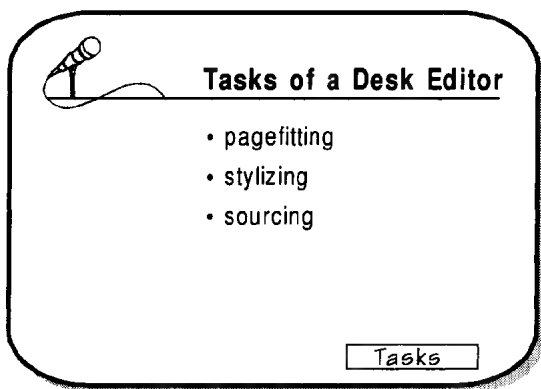 Tasks of a Desk Editor
• pagefitting
• stylizing
• sourcing
Tasks